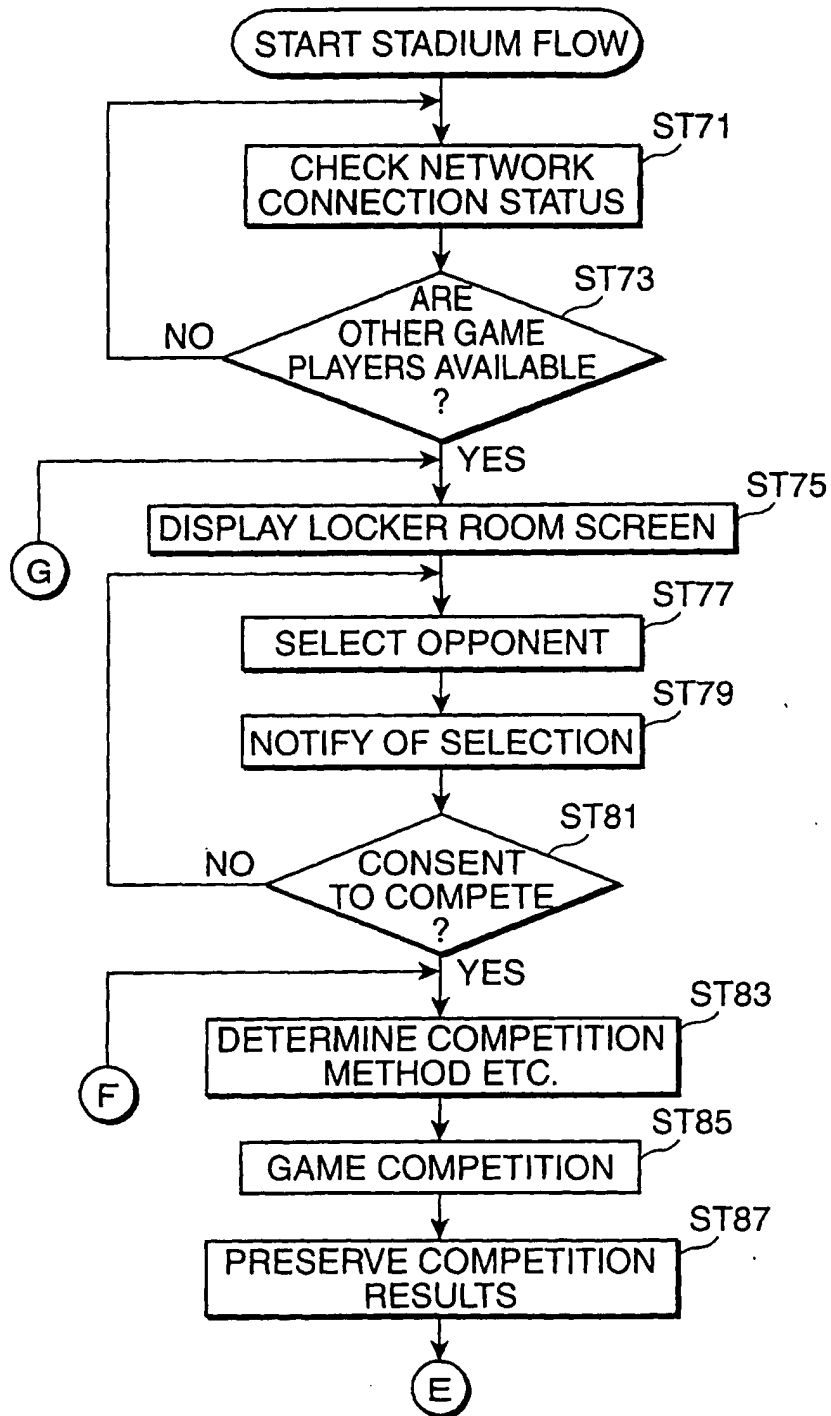 START STADIUM FLOW
ST71
CHECK NETWORK
CONNECTION STATUS
ST73
ARE
OTHER GAME
PLAYERS AVAILABLE
?
NO
YES
ST75
DISPLAY LOCKER ROOM SCREEN
G
ST77
SELECT OPPONENT
ST79
NOTIFY OF SELECTION
ST81
CONSENT
TO COMPETE
?
NO
YES
ST83
DETERMINE COMPETITION
METHOD ETC.
F
ST85
GAME COMPETITION
ST87
PRESERVE COMPETITION
RESULTS
E